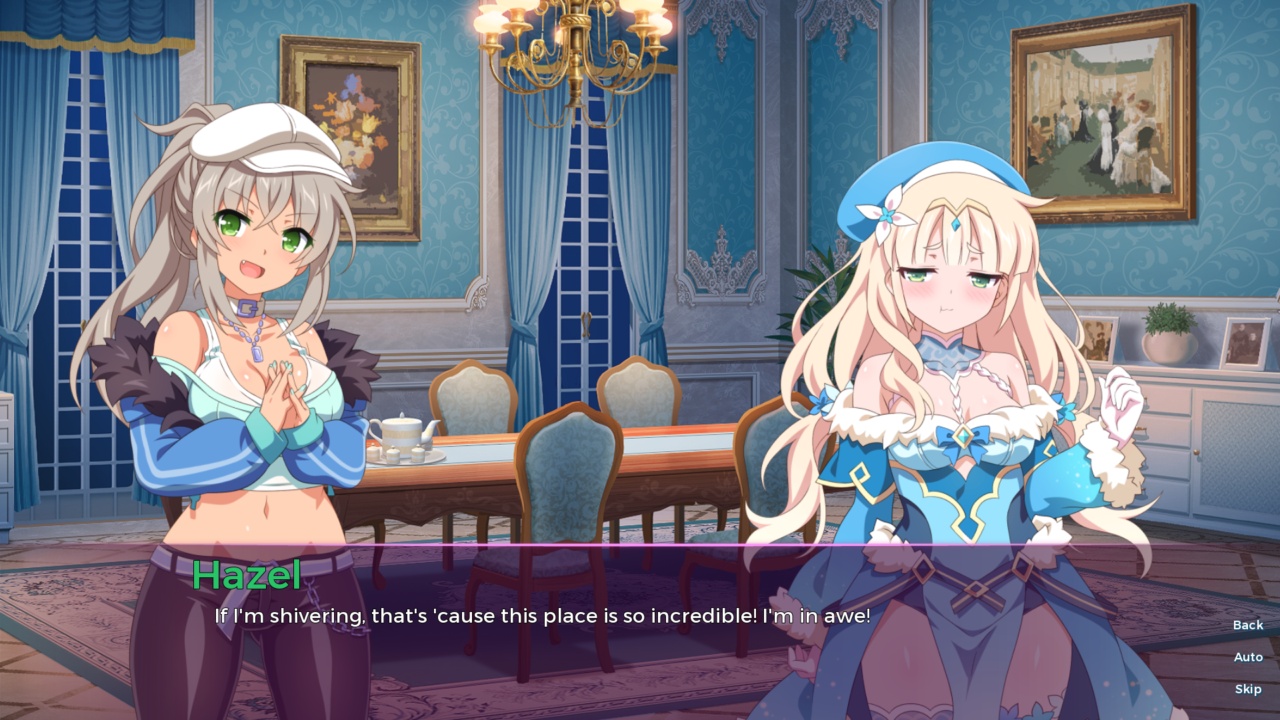 Hazel
If I'm shivering, that's 'cause this place is so incredible! I'm in awe!
Back
Auto
Skip